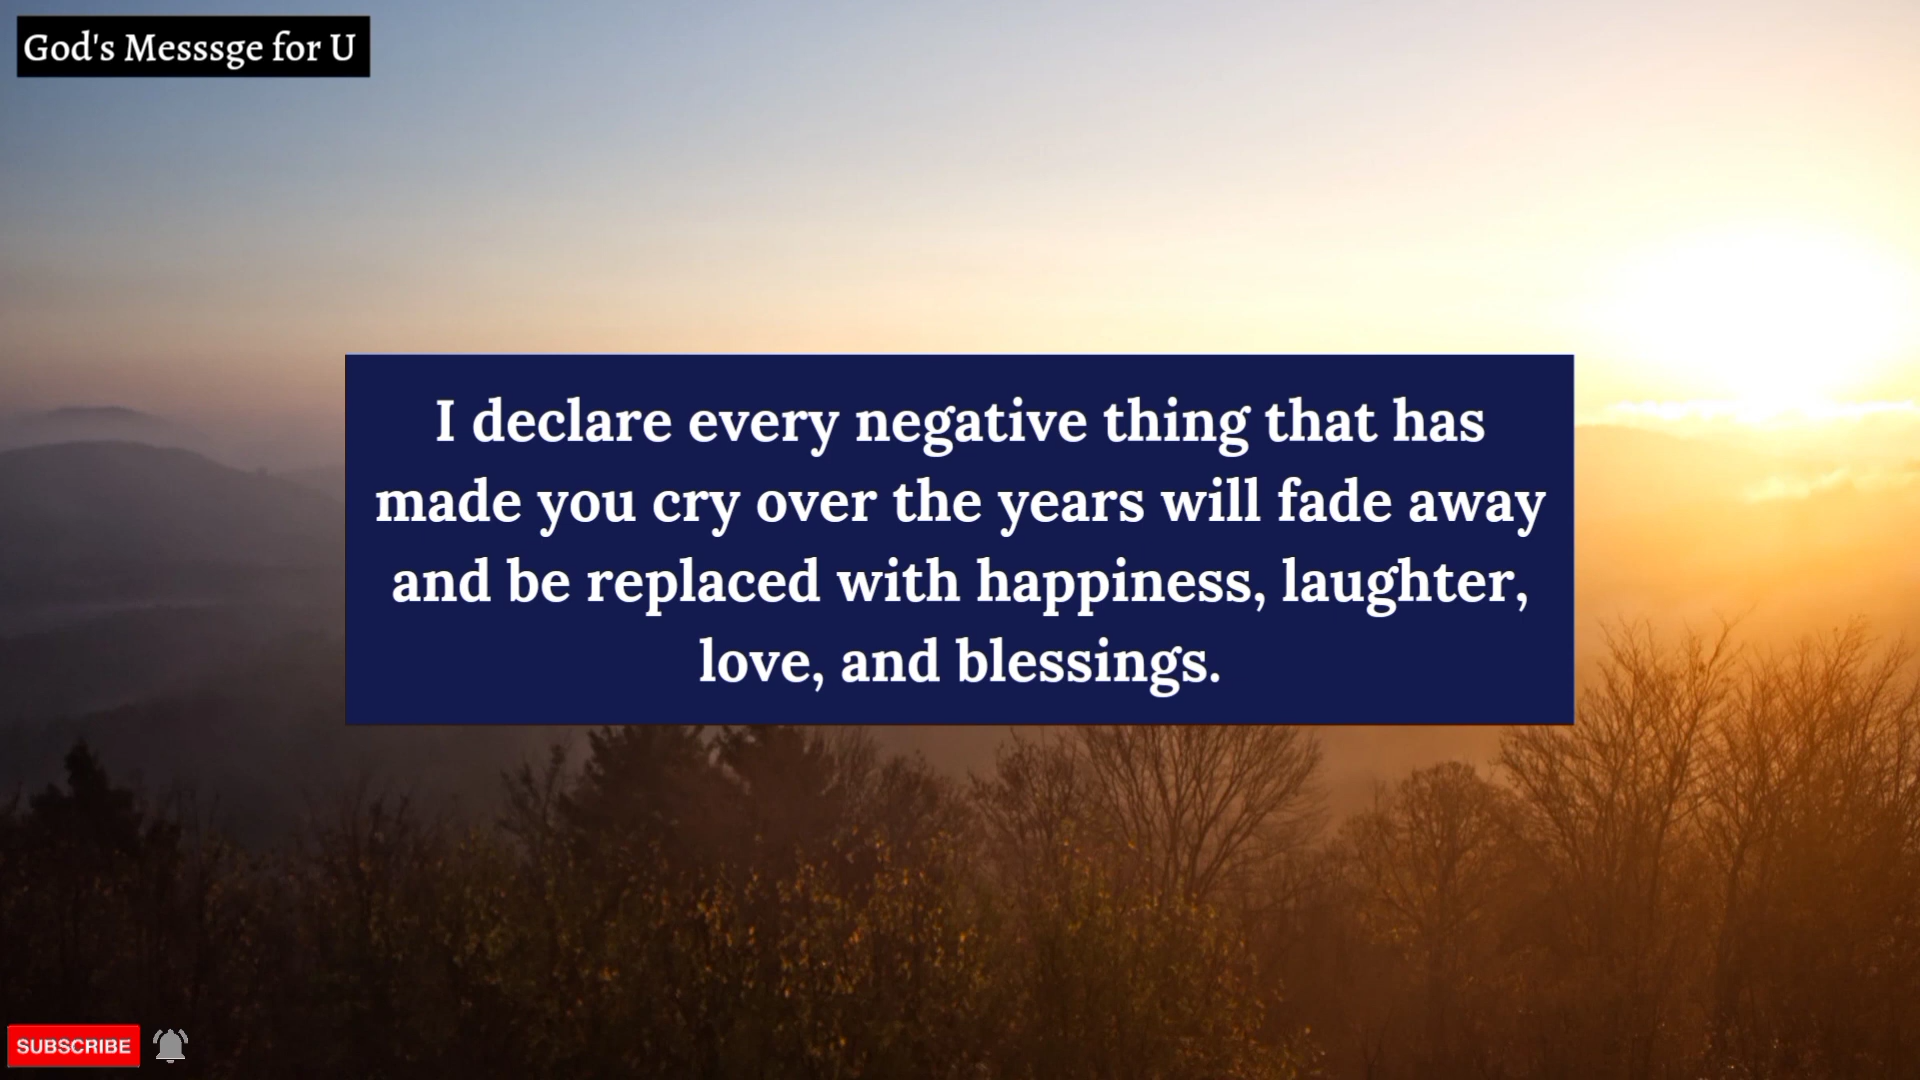 God's Messsge for U
I declare every negative thing that has
made you cry over the years will fade away
and be replaced with happiness, laughter,
love, and blessings.
SUBSCRIBE